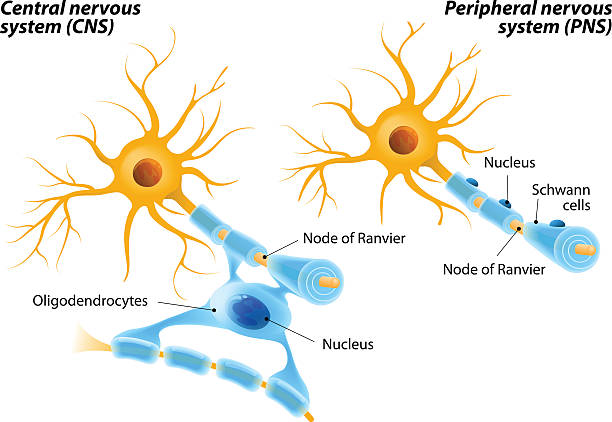 Central nervous
system (CNS)
Peripheral nervous
system (PNS)
Nucleus
Schwann
cells
Node of Ranvier
Node of Ranvier
Oligodendrocytes
Nucleus